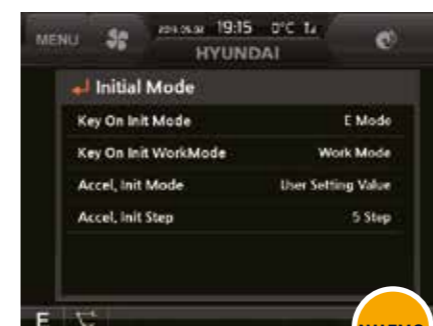 MENU 19:15 0°C
HYUNDAI
Initial Mode
Key On Init Mode E Mode
Key On Init WorkMode Work Mode
Accel, Init Mode User Setting Value
Accel, Init Step 5 Step
E